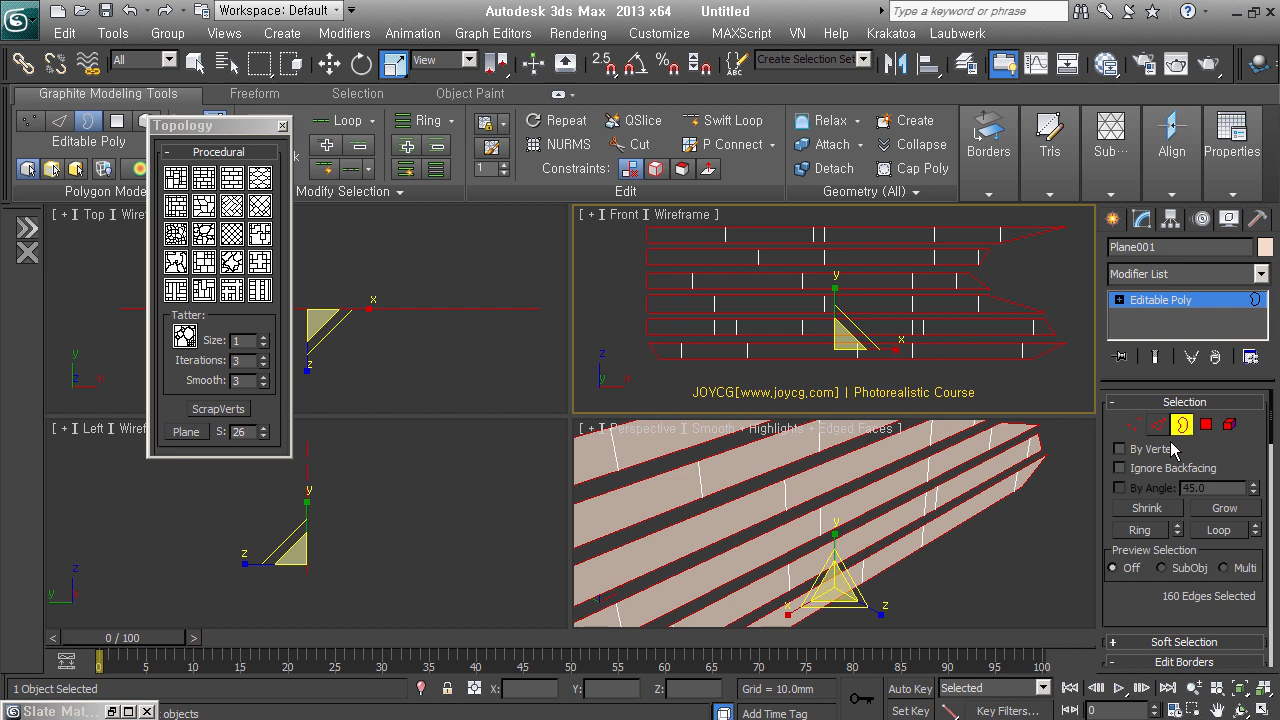 Workspace: Default
Autodesk 3ds Max 2013 x64
Untitled
Type a keyword or phrase
Edit
Tools
Group
Views
Create
Modifiers
Animation
Graph Editors
Rendering
Customize
MAXScript
VN
Help
Krakatoa
Laubwerk
All
View
2.5
Create Selection Set
Graphite Modeling Tools
Freeform
Selection
Object Paint
Loop
Ring
Repeat
QSlice
Swift Loop
Relax
Create
NURMS
Cut
P Connect
Attach
Collapse
Editable Poly
1
Constraints:
Detach
Cap Poly
Borders
Tris
Sub...
Align
Properties
Polygon Mode
Modify Selection
Edit
Geometry (All)
Topology
- Procedural
Tatter:
Size: 1
Iterations: 3
Smooth: 3
ScrapVerts
Plane
S: 26
[ + ] Top ] Wiref
x
z
y
x
[ + ] Front ] Wireframe ]
y
x
z
x
JOYCG[www.joycg.com] | Photorealistic Course
[ + ] Left ] Wiref
y
z
z
y
[ + ] Perspective ] Smooth + Highlights + Edged Faces ]
y
x
z
Plane001
Modifier List
Editable Poly
- Selection
By Verte
Ignore Backfacing
By Angle: 45.0
Shrink
Grow
Ring
Loop
Preview Selection
Off
SubObj
Multi
160 Edges Selected
+ Soft Selection
- Edit Borders
< 0 / 100 >
0
5
10
15
20
25
30
35
40
45
50
55
60
65
70
75
80
85
90
95
100
1 Object Selected
X:
Y:
Z:
Grid = 10.0mm
Auto Key
Selected
Slate Mat...
objects
Add Time Tag
Set Key
Key Filters...
0